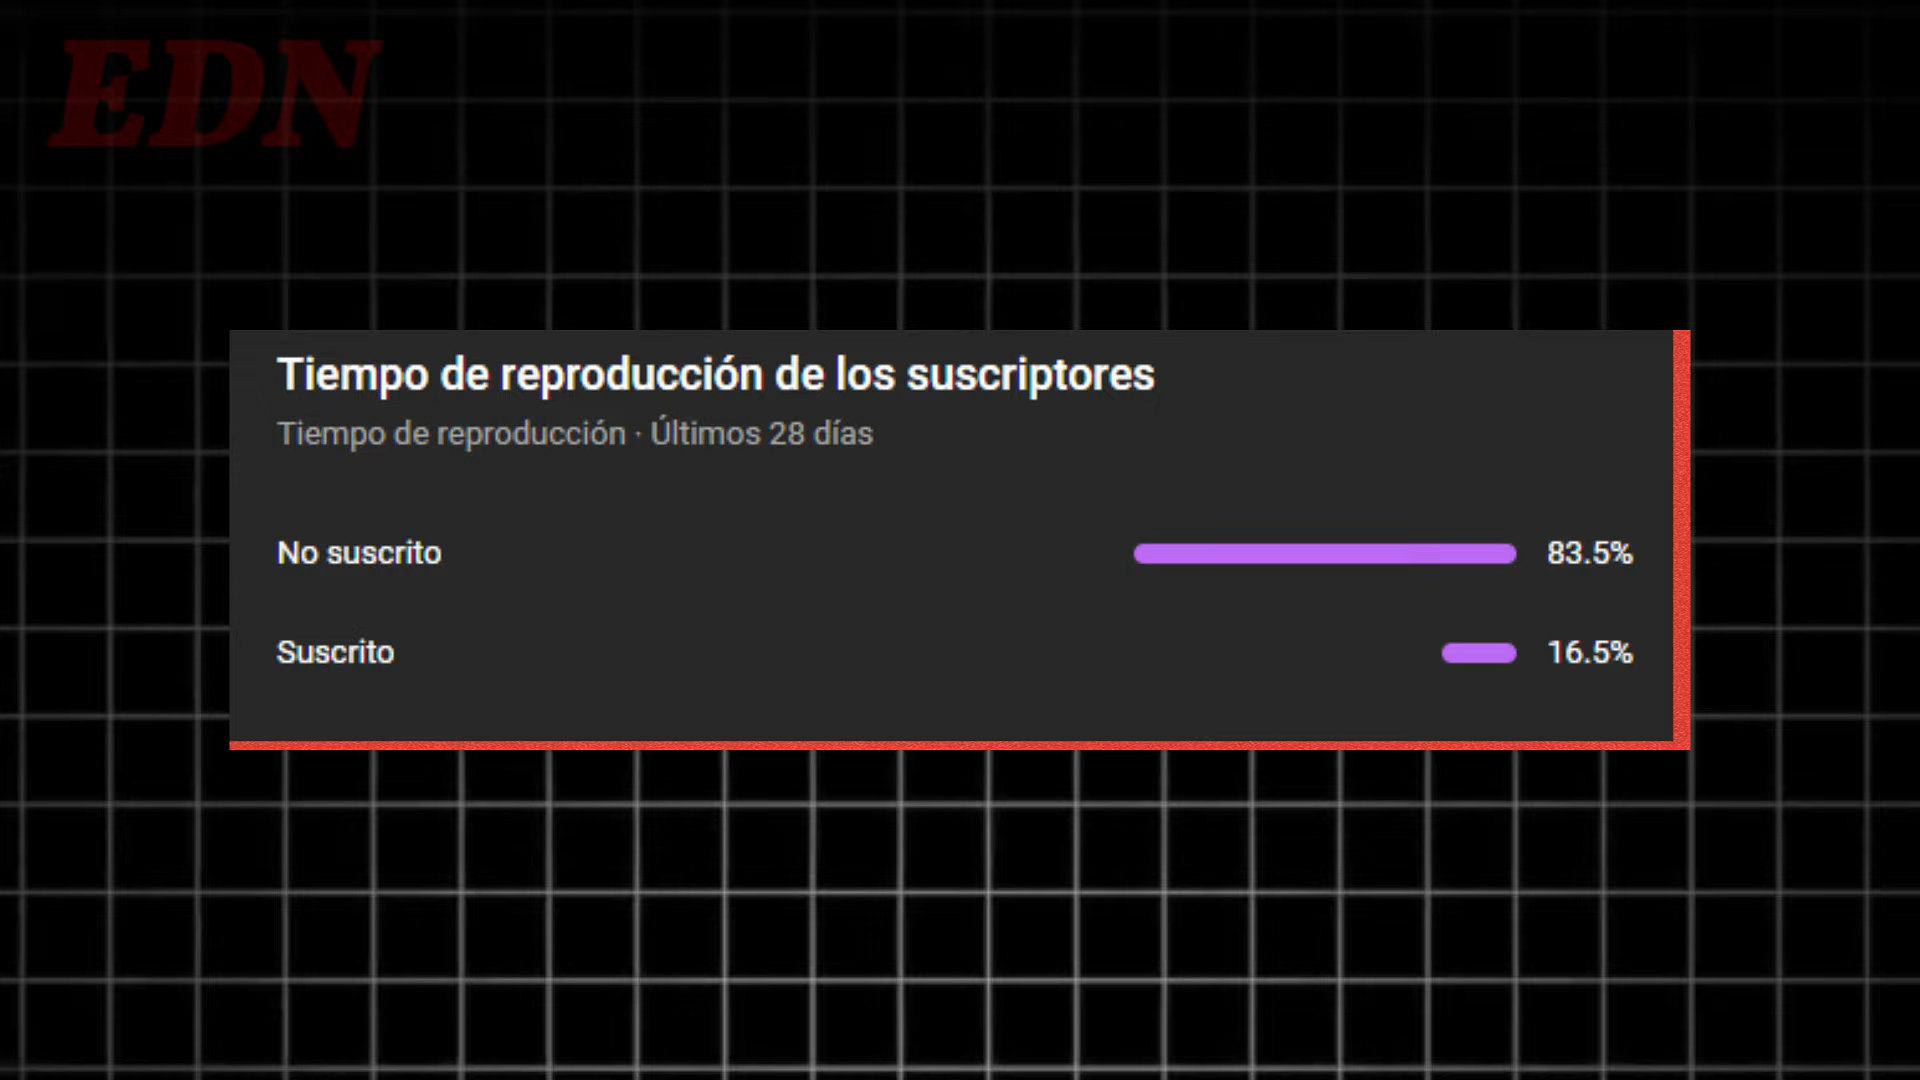 EDN
Tiempo de reproducción de los suscriptores
Tiempo de reproducción · Últimos 28 días
No suscrito 83.5%
Suscrito 16.5%